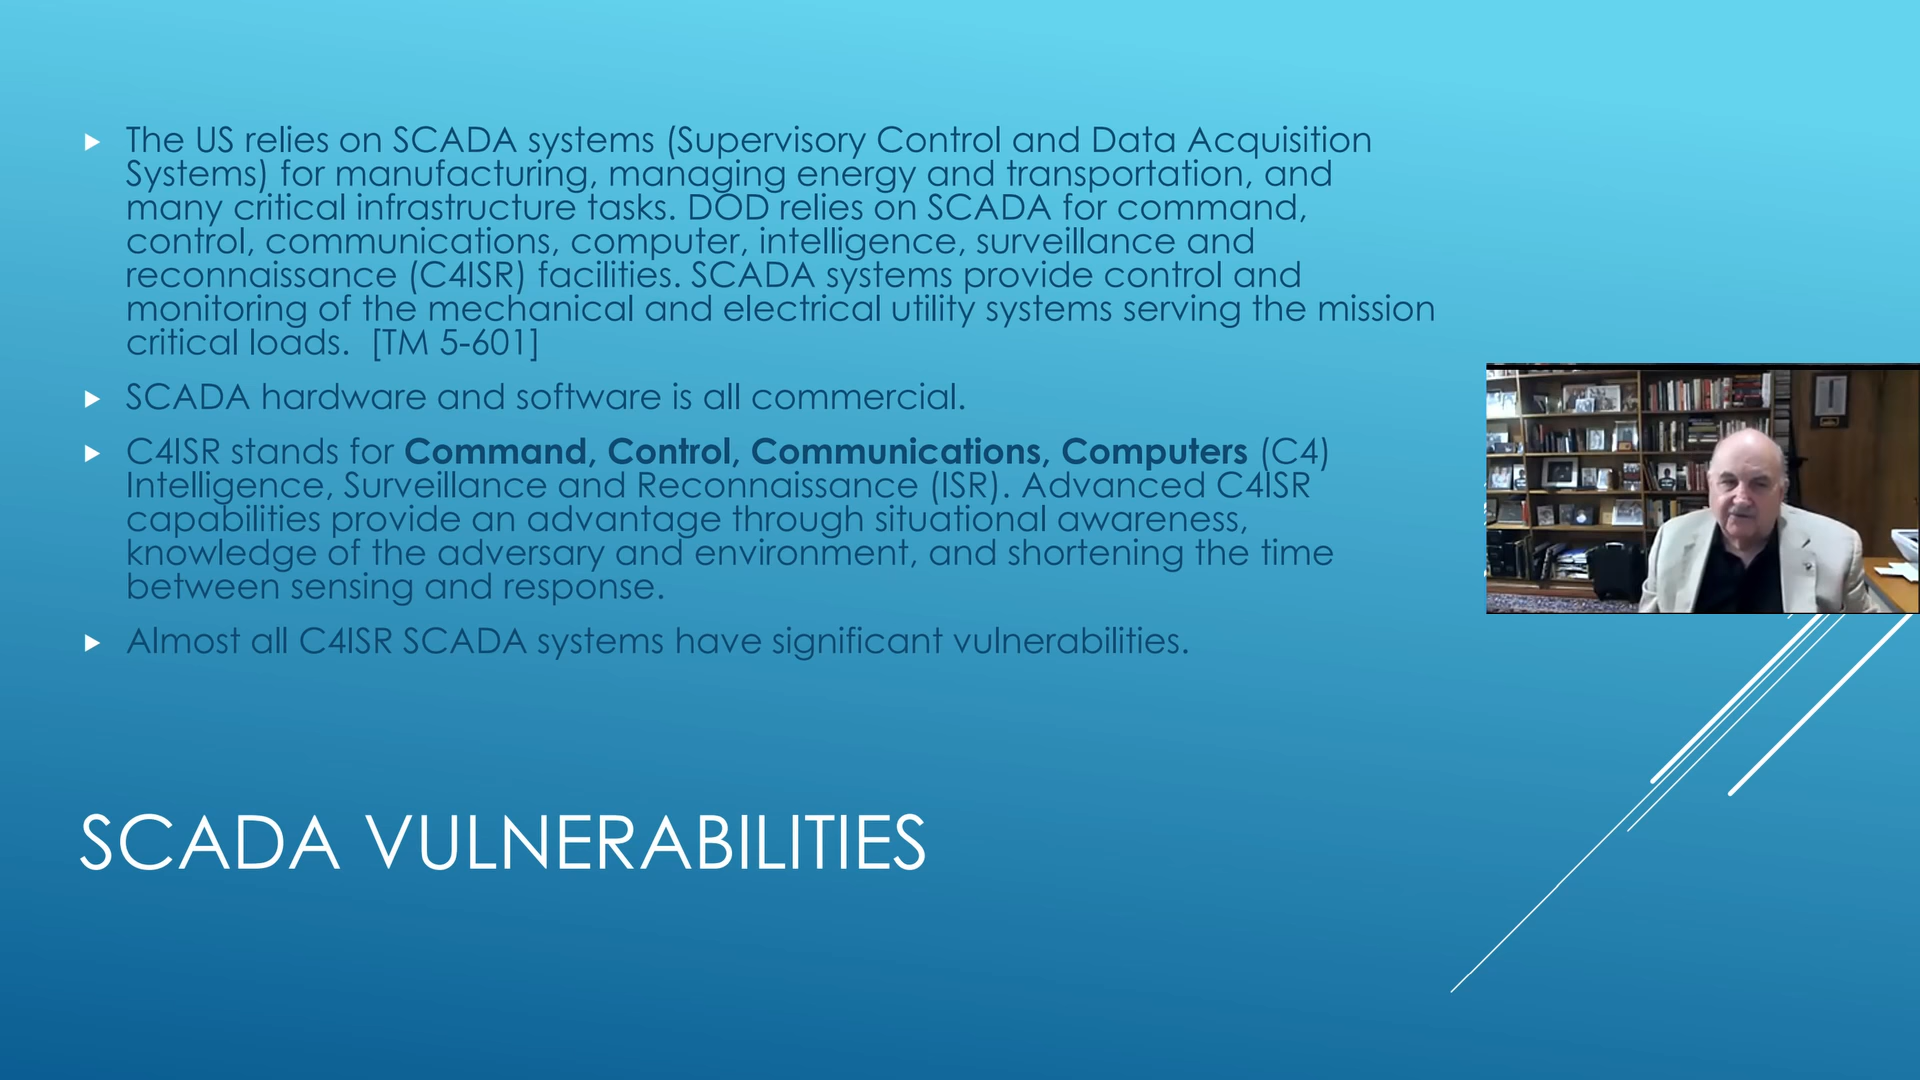 The US relies on SCADA systems (Supervisory Control and Data Acquisition
Systems) for manufacturing, managing energy and transportation, and
many critical infrastructure tasks. DOD relies on SCADA for command,
control, communications, computer, intelligence, surveillance and
reconnaissance (C4ISR) facilities. SCADA systems provide control and
monitoring of the mechanical and electrical utility systems serving the mission
critical loads.  [TM 5-601]
SCADA hardware and software is all commercial.
C4ISR stands for Command, Control, Communications, Computers (C4)
Intelligence, Surveillance and Reconnaissance (ISR). Advanced C4ISR
capabilities provide an advantage through situational awareness,
knowledge of the adversary and environment, and shortening the time
between sensing and response.
Almost all C4ISR SCADA systems have significant vulnerabilities.
SCADA VULNERABILITIES